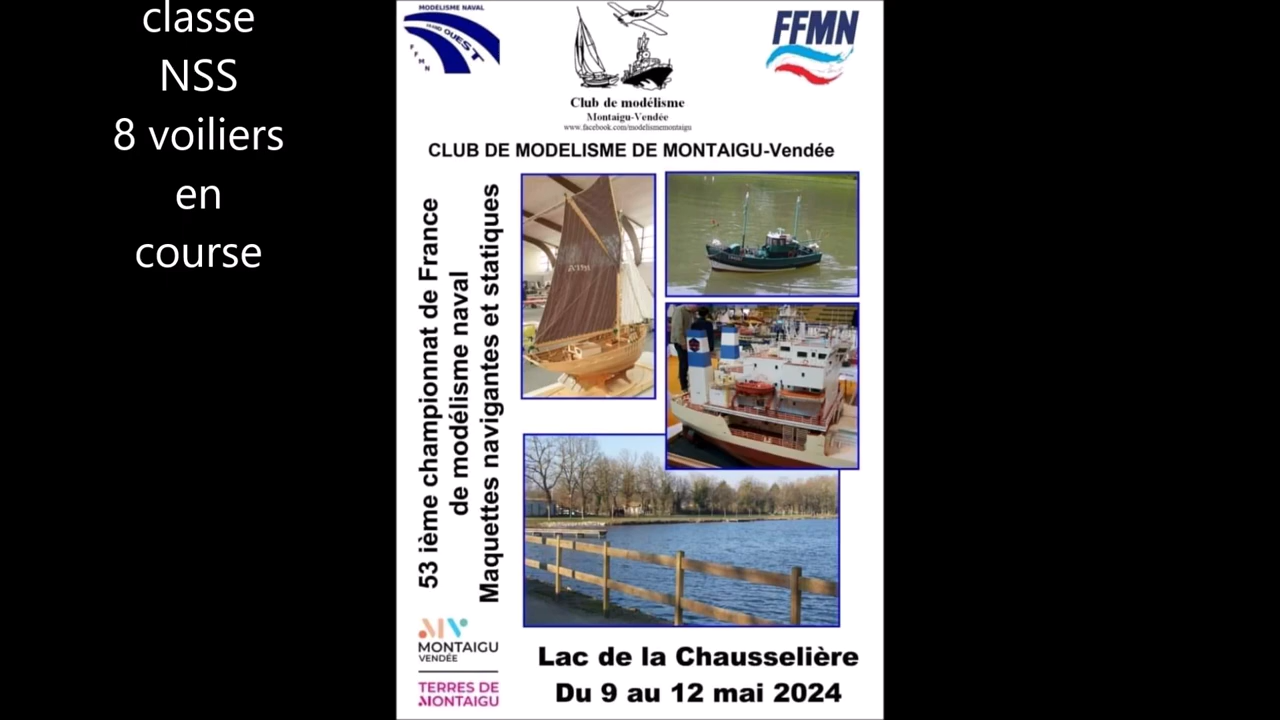 classe
NSS
8 voiliers
en
course
MODELISME NAVAL
GRAND OUEST
F F M N
FFMN
Club de modélisme
Montaigu-Vendée
www.facebook.com/modelismemontaigu
CLUB DE MODELISME DE MONTAIGU-Vendée
53 ième championnat de France
de modélisme naval
Maquettes navigantes et statiques
MV
MONTAIGU
VENDÉE
TERRES DE
MONTAIGU
Lac de la Chausselière
Du 9 au 12 mai 2024